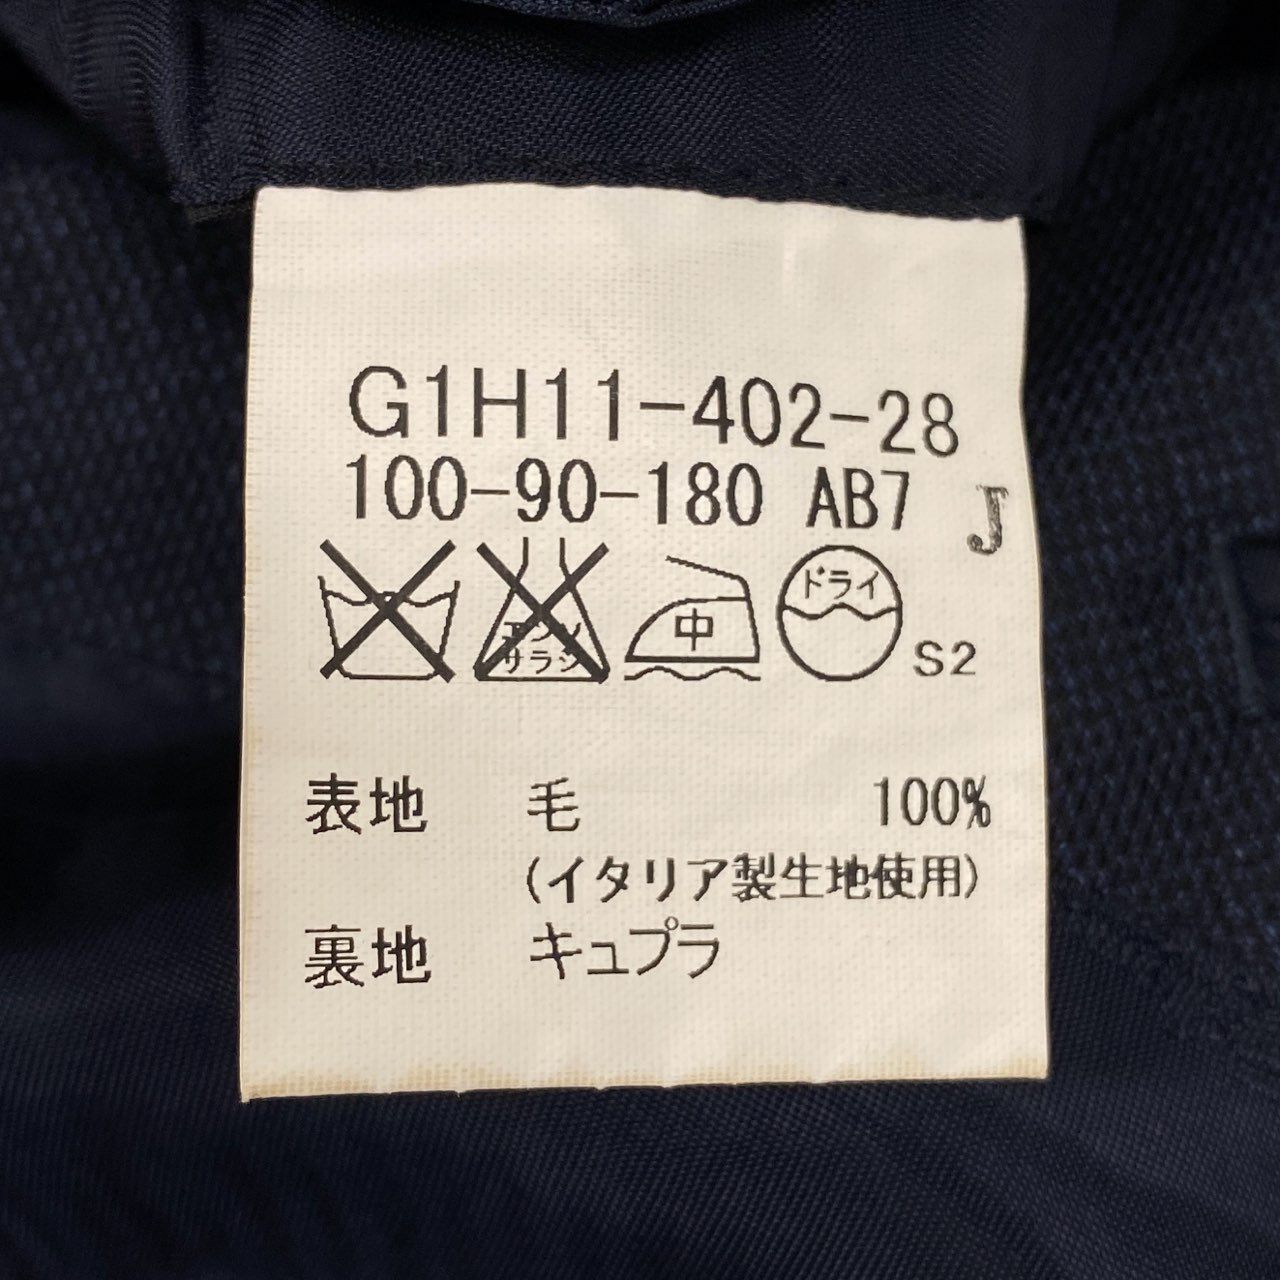 G1H11-402-28
100-90-180 AB7 J
エンソ サラシ 中 ドライ S2
表地 毛 100%
(イタリア製生地使用)
裏地 キュプラ